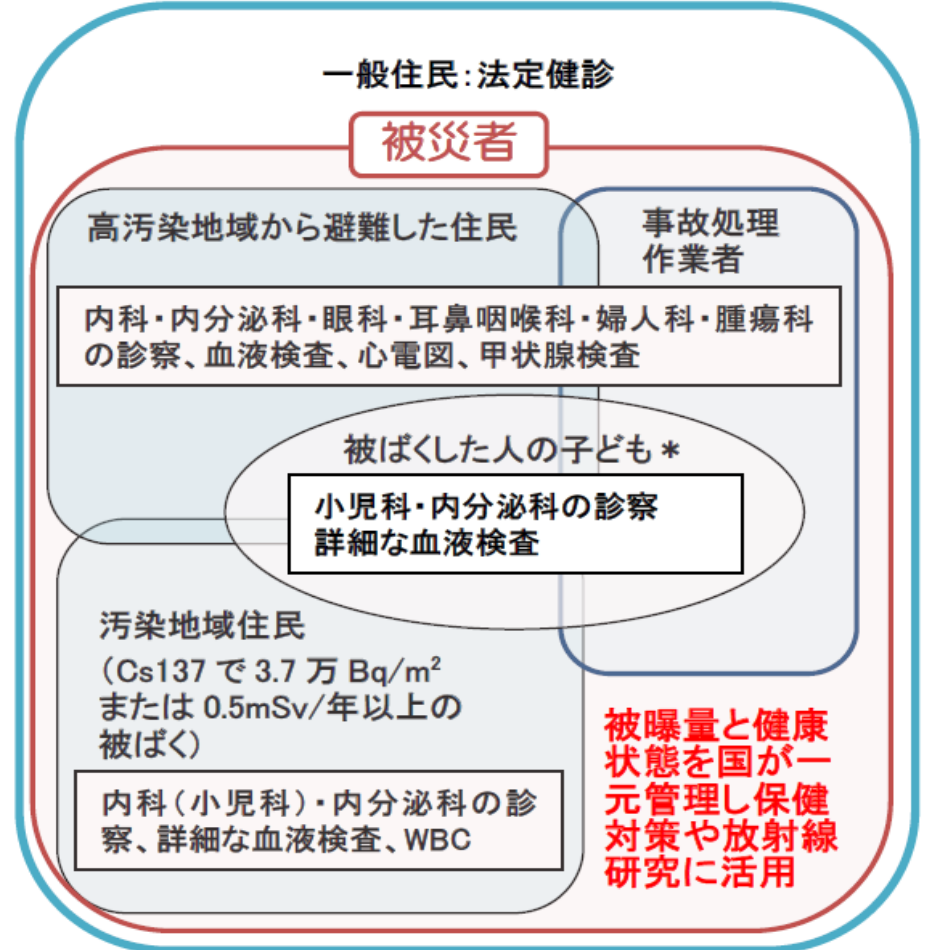 一般住民：法定健診
被災者
高汚染地域から避難した住民
事故処理
作業者
内科・内分泌科・眼科・耳鼻咽喉科・婦人科・腫瘍科
の診察、血液検査、心電図、甲状腺検査
被ばくした人の子ども＊
小児科・内分泌科の診察
詳細な血液検査
汚染地域住民
（Cs137 で 3.7 万 Bq/m²
または 0.5mSv/年以上の
被ばく）
内科（小児科）・内分泌科の診
察、詳細な血液検査、WBC
被曝量と健康
状態を国が一
元管理し保健
対策や放射線
研究に活用